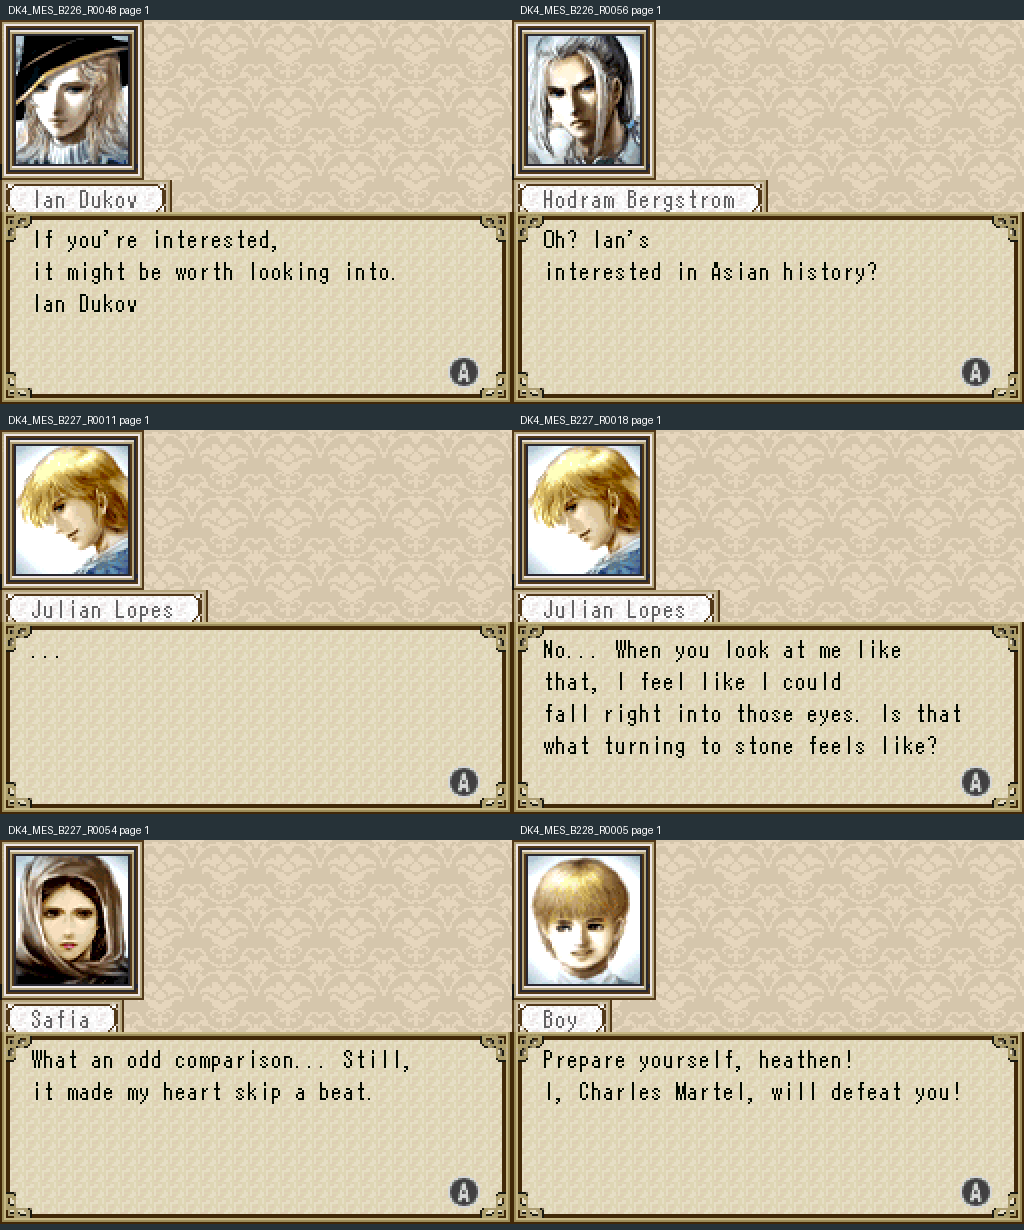 DK4_MES_B226_R0048 page 1
Ian Dukov
If you're interested,
it might be worth looking into.
Ian Dukov
A
DK4_MES_B226_R0056 page 1
Hodram Bergstrom
Oh? Ian's
interested in Asian history?
A
DK4_MES_B227_R0011 page 1
Julian Lopes
...
A
DK4_MES_B227_R0018 page 1
Julian Lopes
No... When you look at me like
that, I feel like I could
fall right into those eyes. Is that
what turning to stone feels like?
A
DK4_MES_B227_R0054 page 1
Safia
What an odd comparison... Still,
it made my heart skip a beat.
A
DK4_MES_B228_R0005 page 1
Boy
Prepare yourself, heathen!
I, Charles Martel, will defeat you!
A